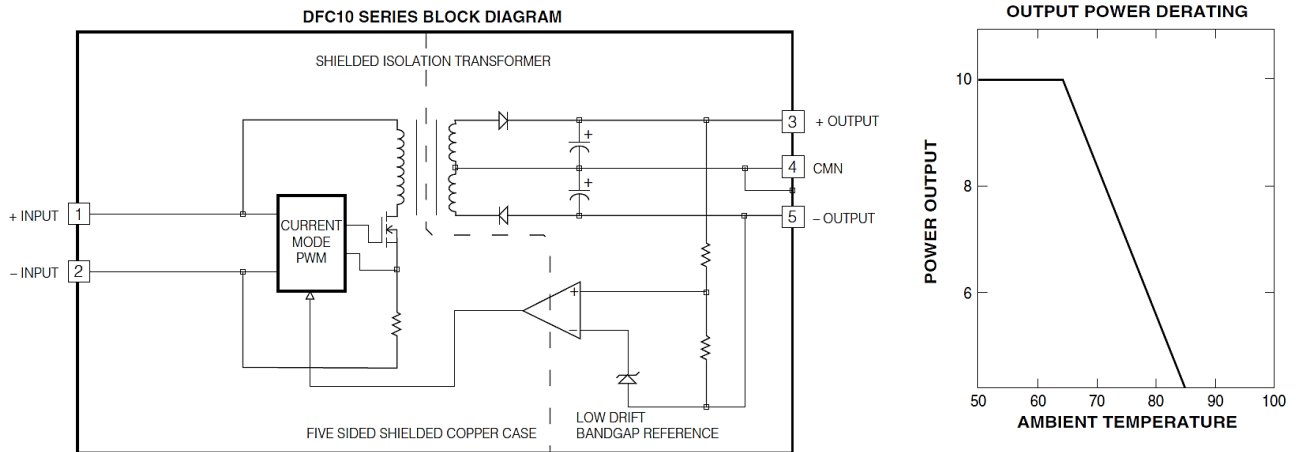 DFC10 SERIES BLOCK DIAGRAM
SHIELDED ISOLATION TRANSFORMER
+ INPUT 1
– INPUT 2
CURRENT
MODE
PWM
+
+
3 + OUTPUT
4 CMN
5 – OUTPUT
+
–
FIVE SIDED SHIELDED COPPER CASE
LOW DRIFT
BANDGAP REFERENCE
OUTPUT POWER DERATING
POWER OUTPUT
10
8
6
50 60 70 80 90 100
AMBIENT TEMPERATURE